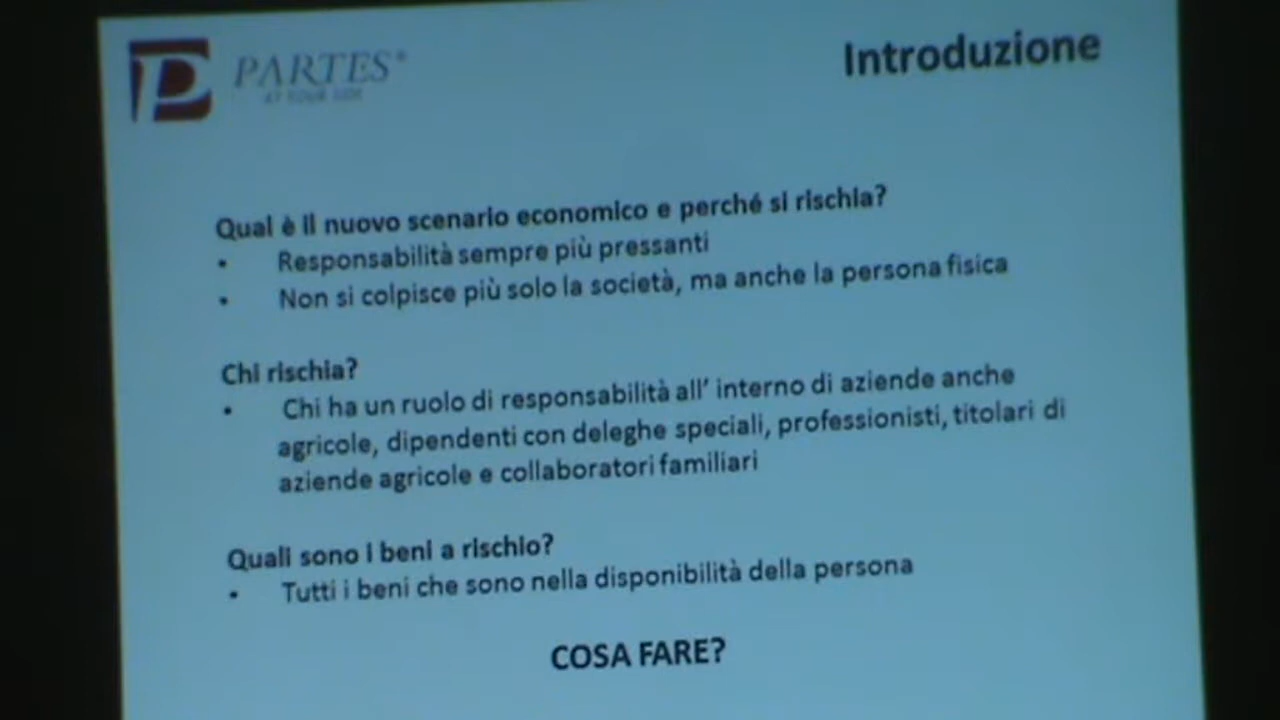 PARTES®
AT YOUR SIDE
Introduzione
Qual è il nuovo scenario economico e perché si rischia?
• Responsabilità sempre più pressanti
• Non si colpisce più solo la società, ma anche la persona fisica
Chi rischia?
• Chi ha un ruolo di responsabilità all’ interno di aziende anche
agricole, dipendenti con deleghe speciali, professionisti, titolari di
aziende agricole e collaboratori familiari
Quali sono i beni a rischio?
• Tutti i beni che sono nella disponibilità della persona
COSA FARE?